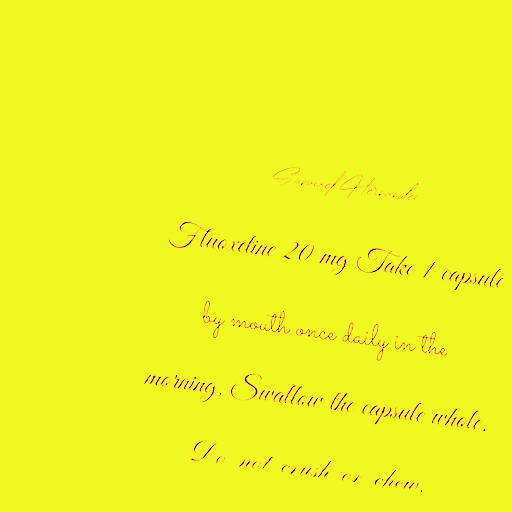 Samuel Hernandez
Fluoxetine 20 mg Take 1 capsule
by mouth once daily in the
morning. Swallow the capsule whole.
Do not crush or chew.